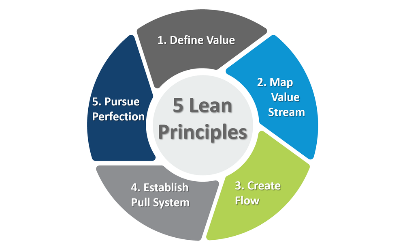 1. Define Value
2. Map
Value
Stream
3. Create
Flow
4. Establish
Pull System
5. Pursue
Perfection
5 Lean
Principles